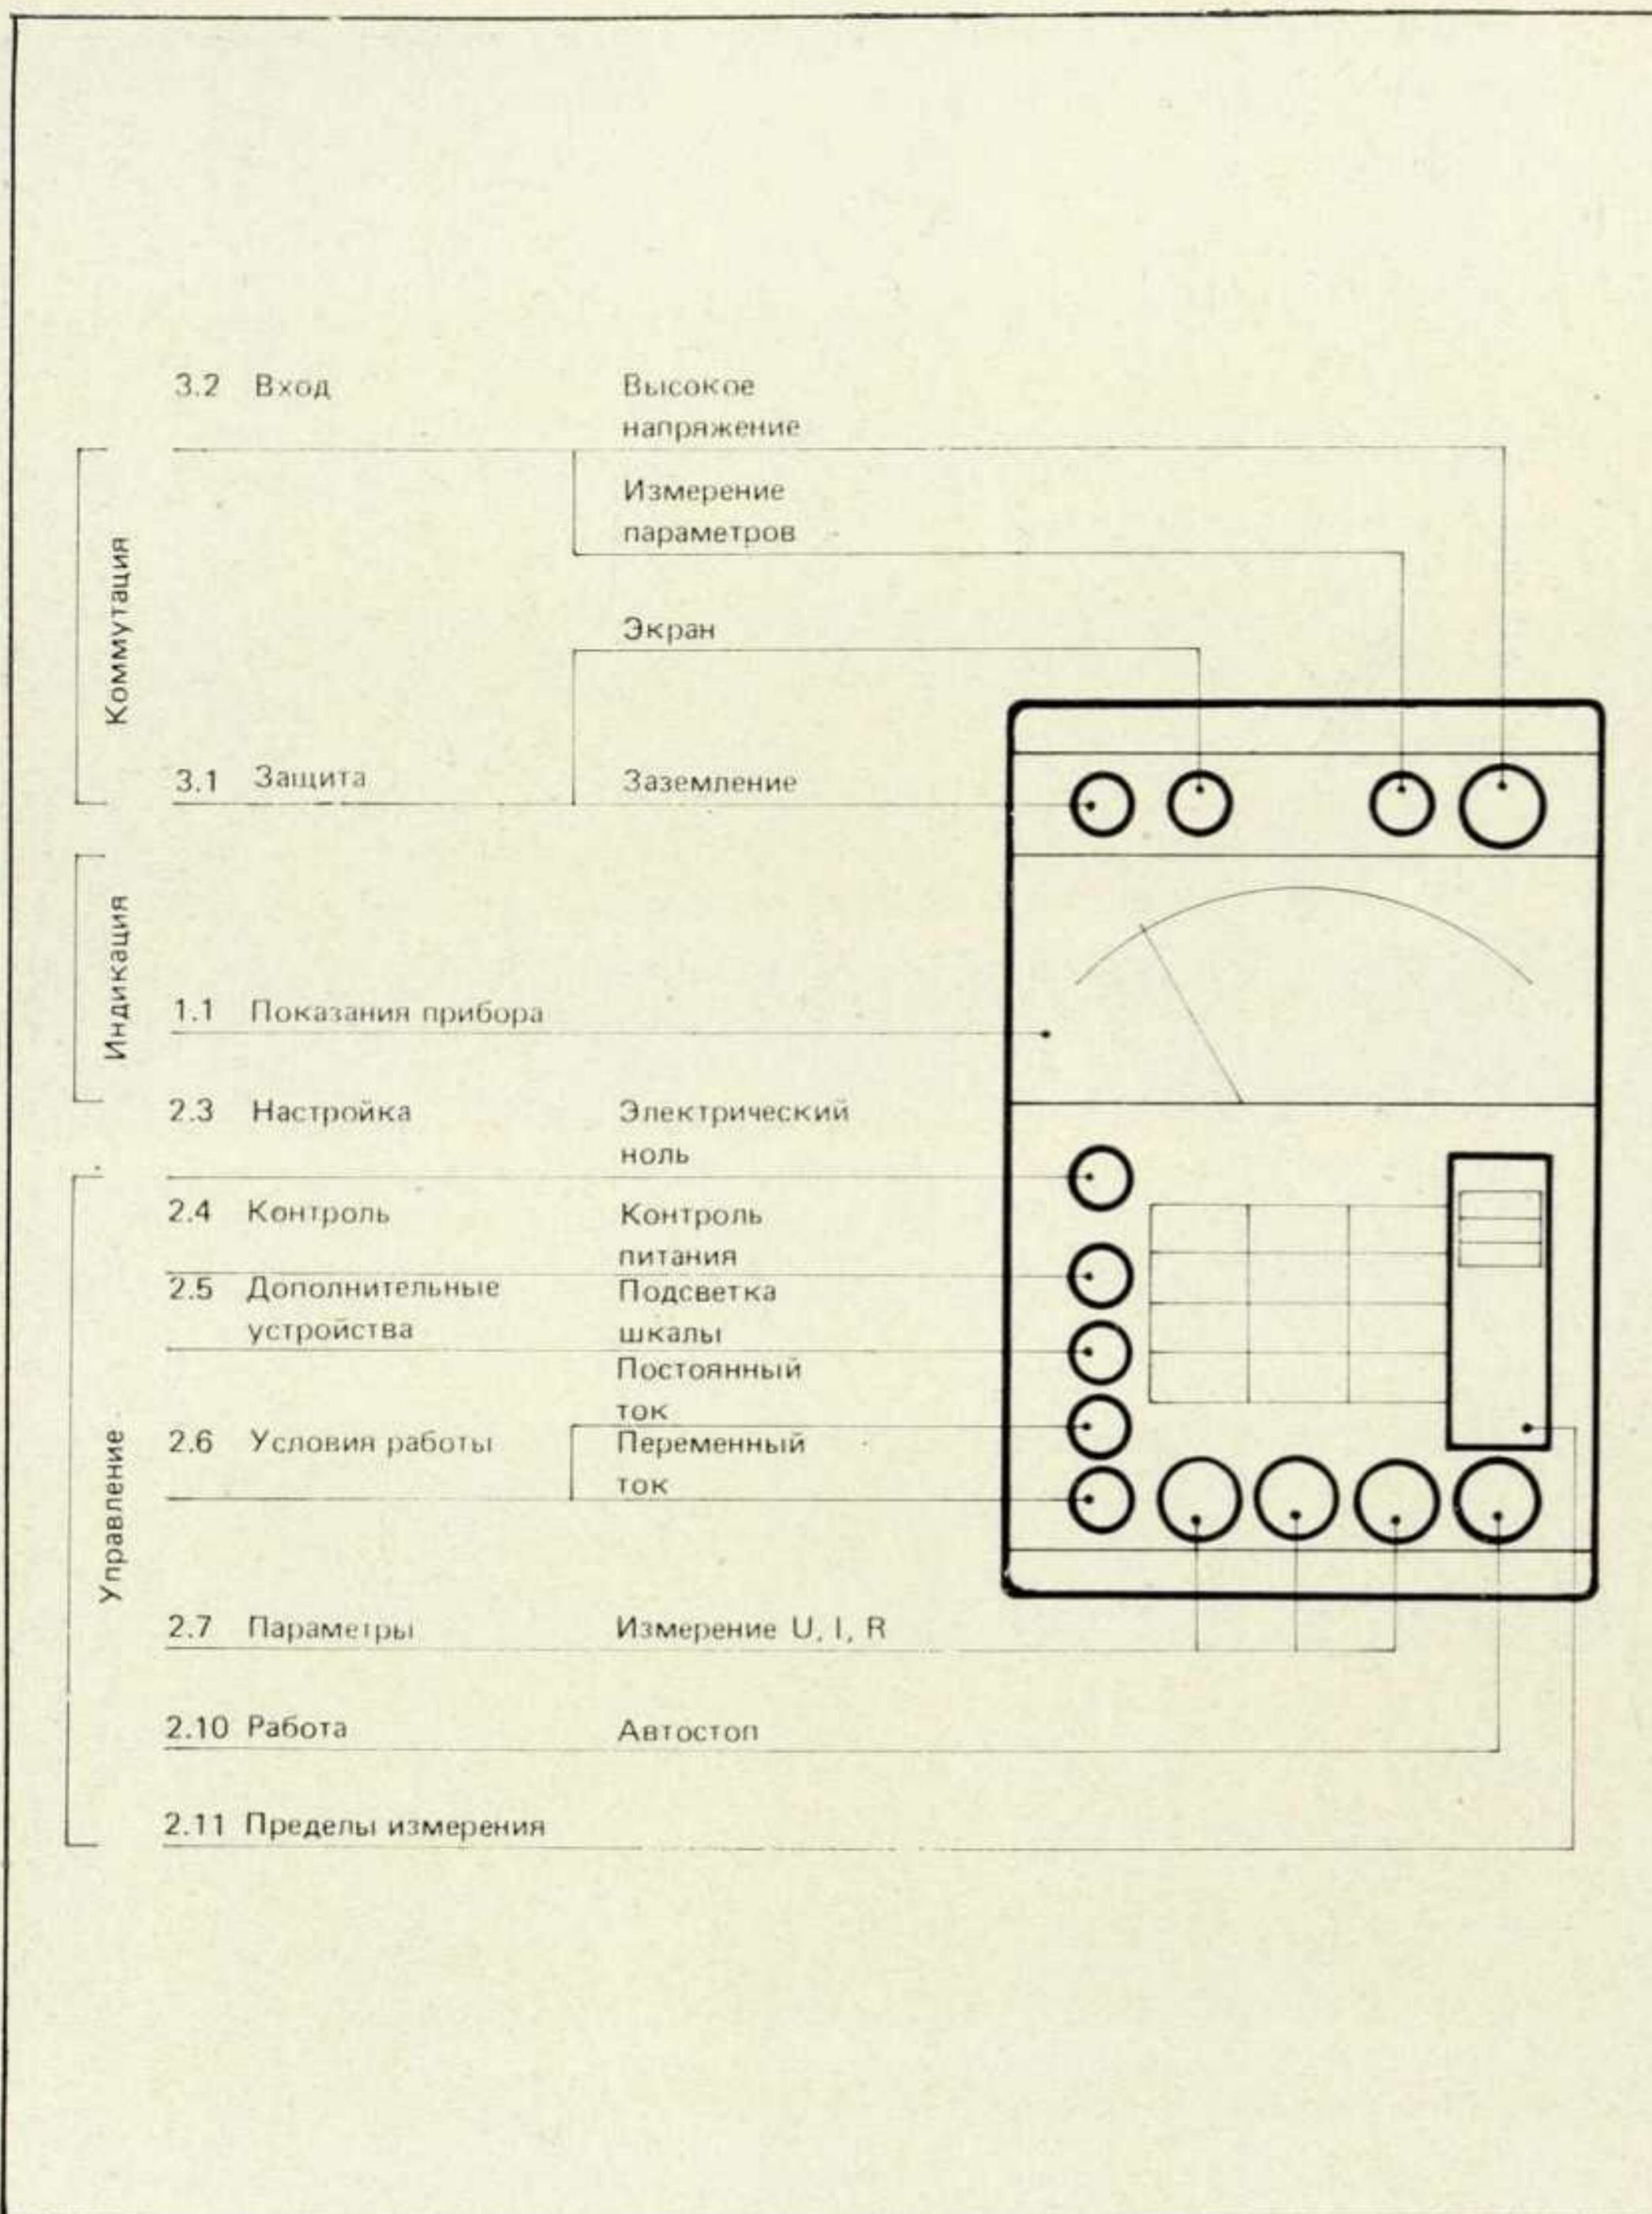 3.2 Вход Высокое
напряжение
Измерение
параметров
Коммутация
Экран
3.1 Защита Заземление
Индикация
1.1 Показания прибора
2.3 Настройка Электрический
ноль
2.4 Контроль Контроль
питания
2.5 Дополнительные Подсветка
устройства шкалы
Постоянный
ток
2.6 Условия работы Переменный
ток
Управление
2.7 Параметры Измерение U, I, R
2.10 Работа Автостоп
2.11 Пределы измерения